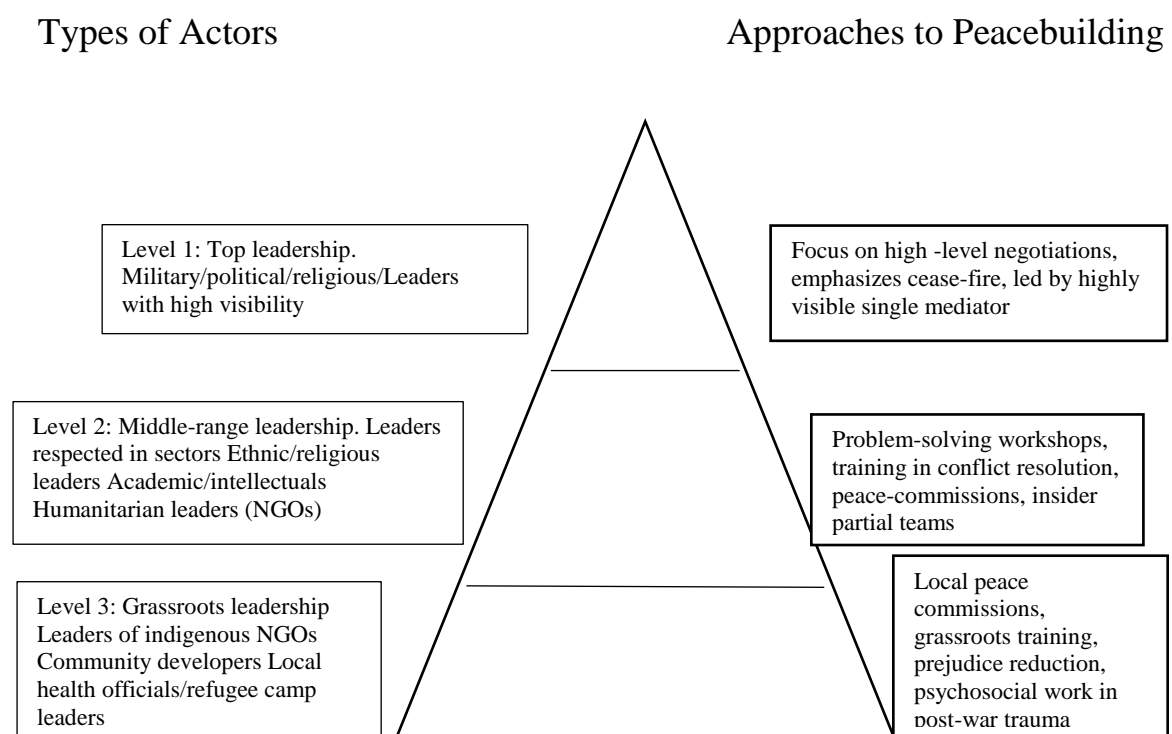 Types of Actors
Approaches to Peacebuilding
Level 1: Top leadership.
Military/political/religious/Leaders
with high visibility
Focus on high -level negotiations,
emphasizes cease-fire, led by highly
visible single mediator
Level 2: Middle-range leadership. Leaders
respected in sectors Ethnic/religious
leaders Academic/intellectuals
Humanitarian leaders (NGOs)
Problem-solving workshops,
training in conflict resolution,
peace-commissions, insider
partial teams
Level 3: Grassroots leadership
Leaders of indigenous NGOs
Community developers Local
health officials/refugee camp
leaders
Local peace
commissions,
grassroots training,
prejudice reduction,
psychosocial work in
post-war trauma